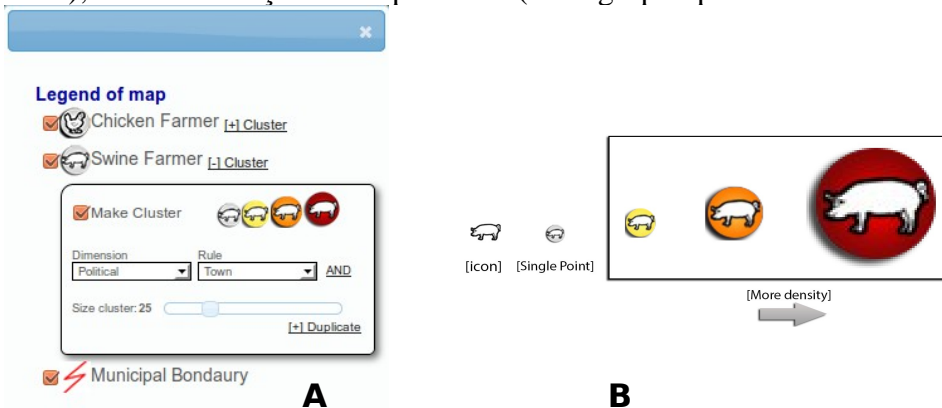 Legend of map
Chicken Farmer [+] Cluster
Swine Farmer [-] Cluster
Make Cluster
Dimension Rule
Political Town AND
Size cluster: 25
[+] Duplicate
Municipal Bondaury
A
[icon] [Single Point]
[More density]
B